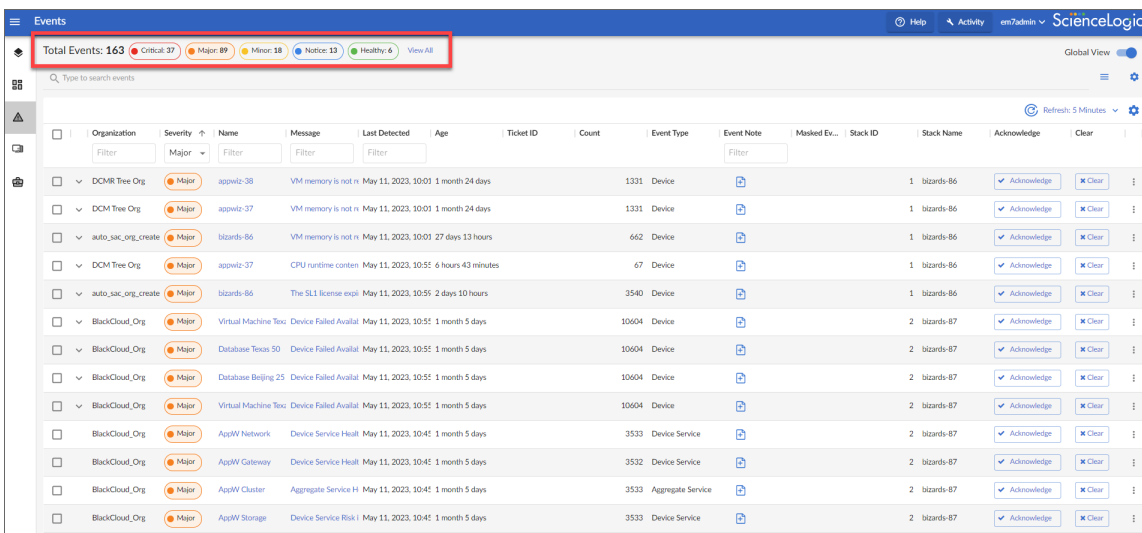 Events Help Activity em7admin ScienceLogic
Total Events: 163 Critical: 37 Major: 89 Minor: 18 Notice: 13 Healthy: 6 View All Global View
Type to search events
Refresh: 5 Minutes
Organization Severity Name Message Last Detected Age Ticket ID Count Event Type Event Note Masked Ev... Stack ID Stack Name Acknowledge Clear
Filter Major Filter Filter Filter Filter
DCMR Tree Org Major appwiz-38 VM memory is not May 11, 2023, 10:01 1 month 24 days 1331 Device 1 bizards-86 Acknowledge Clear
DCM Tree Org Major appwiz-37 VM memory is not May 11, 2023, 10:01 1 month 24 days 1331 Device 1 bizards-86 Acknowledge Clear
auto_sac_org_create Major bizards-86 VM memory is not May 11, 2023, 10:01 27 days 13 hours 662 Device 1 bizards-86 Acknowledge Clear
DCM Tree Org Major appwiz-37 CPU runtime conten May 11, 2023, 10:55 6 hours 43 minutes 67 Device 1 bizards-86 Acknowledge Clear
auto_sac_org_create Major bizards-86 The SL1 license expi May 11, 2023, 10:59 2 days 10 hours 3540 Device 1 bizards-86 Acknowledge Clear
BlackCloud_Org Major Virtual Machine Tex Device Failed Availal May 11, 2023, 10:55 1 month 5 days 10604 Device 2 bizards-87 Acknowledge Clear
BlackCloud_Org Major Database Texas 50 Device Failed Availal May 11, 2023, 10:55 1 month 5 days 10604 Device 2 bizards-87 Acknowledge Clear
BlackCloud_Org Major Database Beijing 25 Device Failed Availal May 11, 2023, 10:55 1 month 5 days 10604 Device 2 bizards-87 Acknowledge Clear
BlackCloud_Org Major Virtual Machine Tex Device Failed Availal May 11, 2023, 10:55 1 month 5 days 10604 Device 2 bizards-87 Acknowledge Clear
BlackCloud_Org Major AppW Network Device Service Healt May 11, 2023, 10:45 1 month 5 days 3533 Device Service 2 bizards-87 Acknowledge Clear
BlackCloud_Org Major AppW Gateway Device Service Healt May 11, 2023, 10:45 1 month 5 days 3532 Device Service 2 bizards-87 Acknowledge Clear
BlackCloud_Org Major AppW Cluster Aggregate Service H May 11, 2023, 10:45 1 month 5 days 3533 Aggregate Service 2 bizards-87 Acknowledge Clear
BlackCloud_Org Major AppW Storage Device Service Risk May 11, 2023, 10:45 1 month 5 days 3533 Device Service 2 bizards-87 Acknowledge Clear